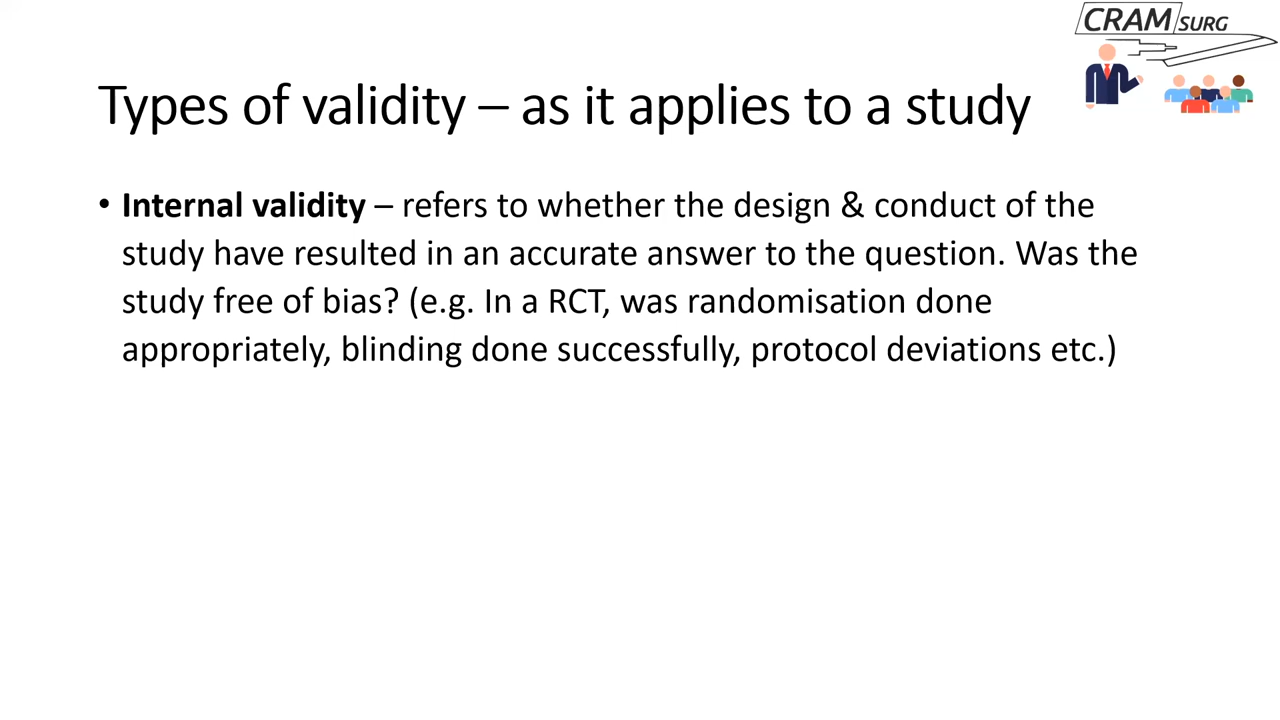 CRAM SURG
Types of validity – as it applies to a study
• Internal validity – refers to whether the design & conduct of the
study have resulted in an accurate answer to the question. Was the
study free of bias? (e.g. In a RCT, was randomisation done
appropriately, blinding done successfully, protocol deviations etc.)